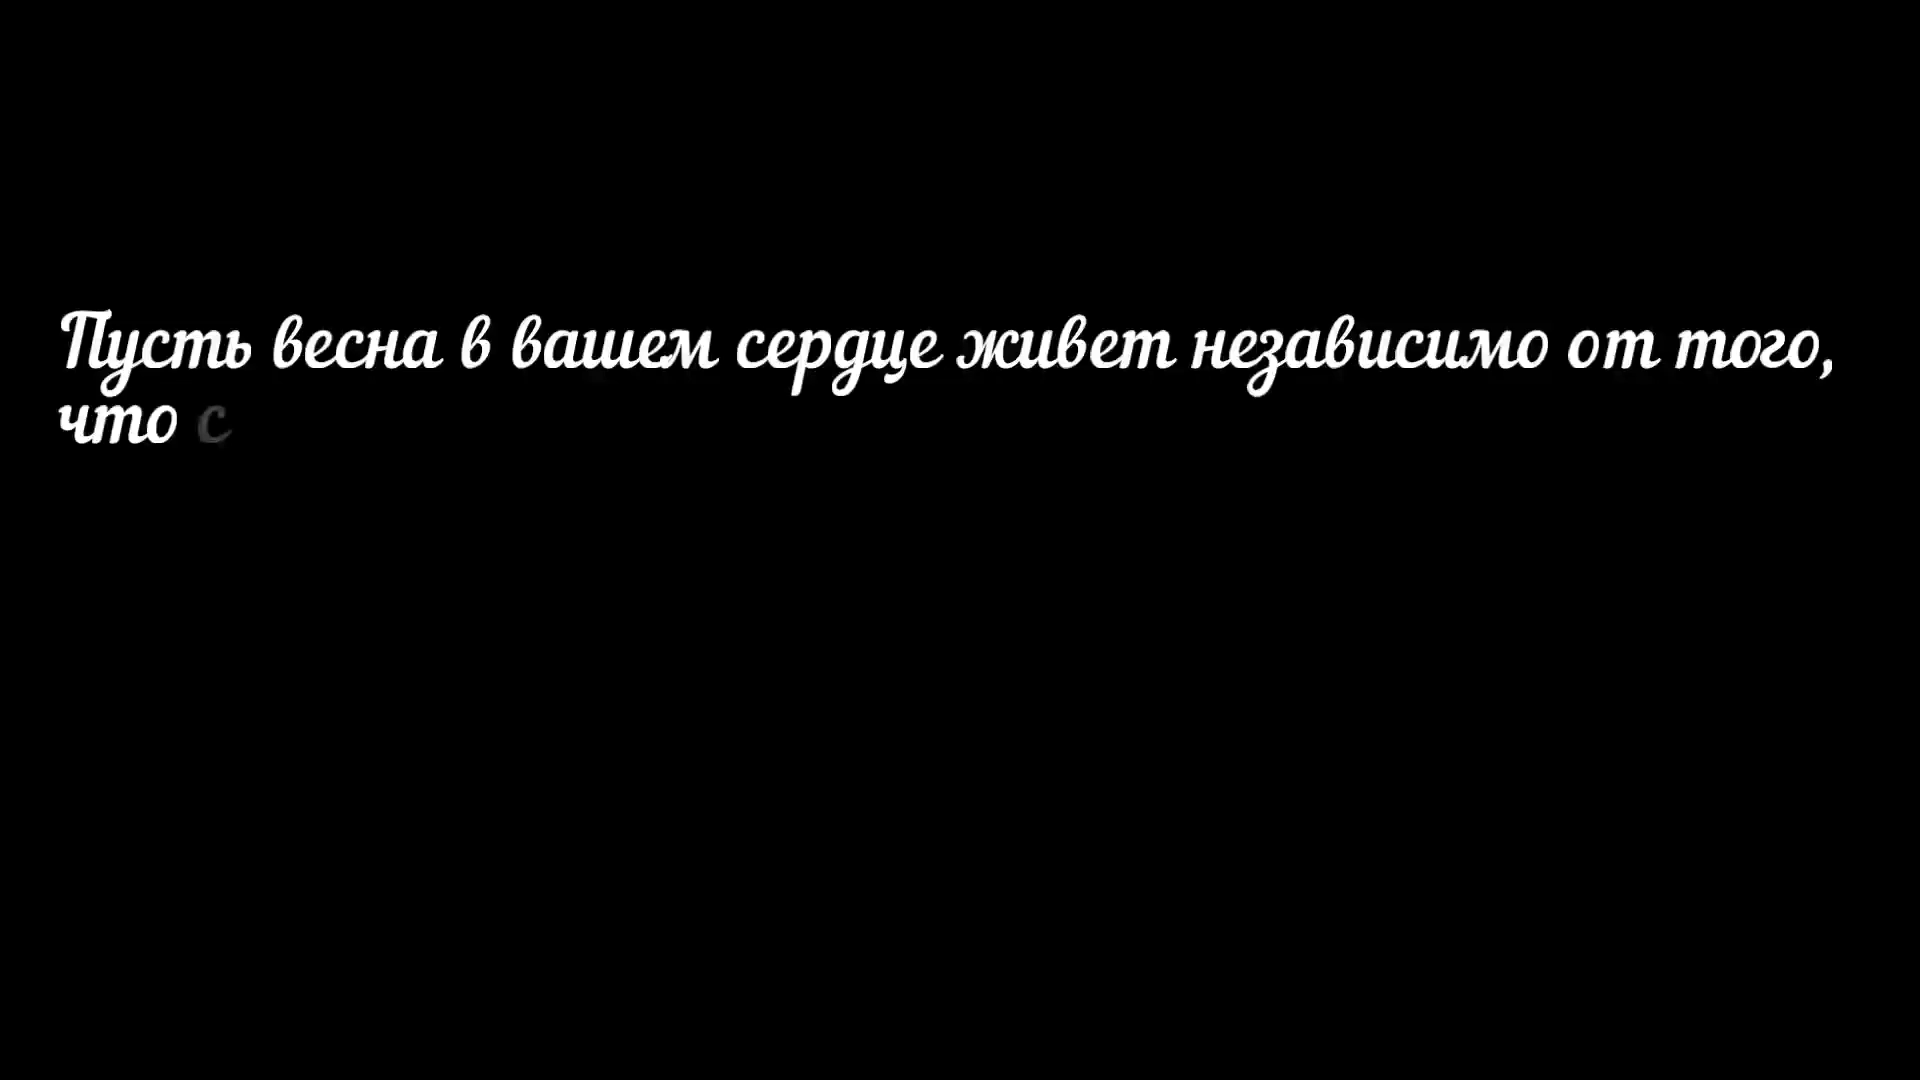 Пусть весна в вашем сердце живет независимо от того,
что с